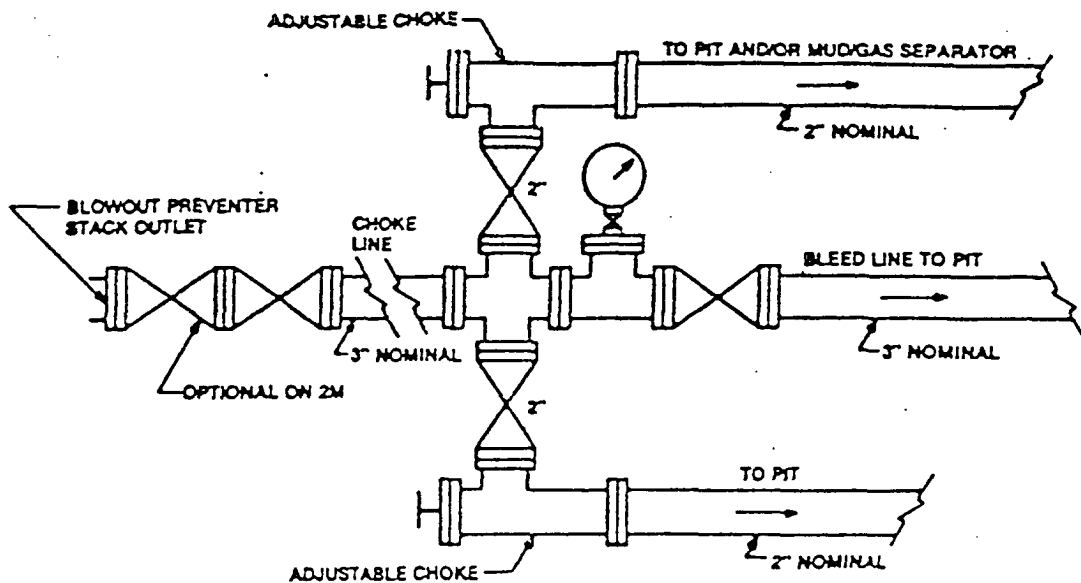 ADJUSTABLE CHOKE
TO PIT AND/OR MUD/GAS SEPARATOR
2" NOMINAL
2"
BLOWOUT PREVENTER
STACK OUTLET
CHOKE
LINE
BLEED LINE TO PIT
3" NOMINAL
3" NOMINAL
OPTIONAL ON 2M
2"
TO PIT
2" NOMINAL
ADJUSTABLE CHOKE